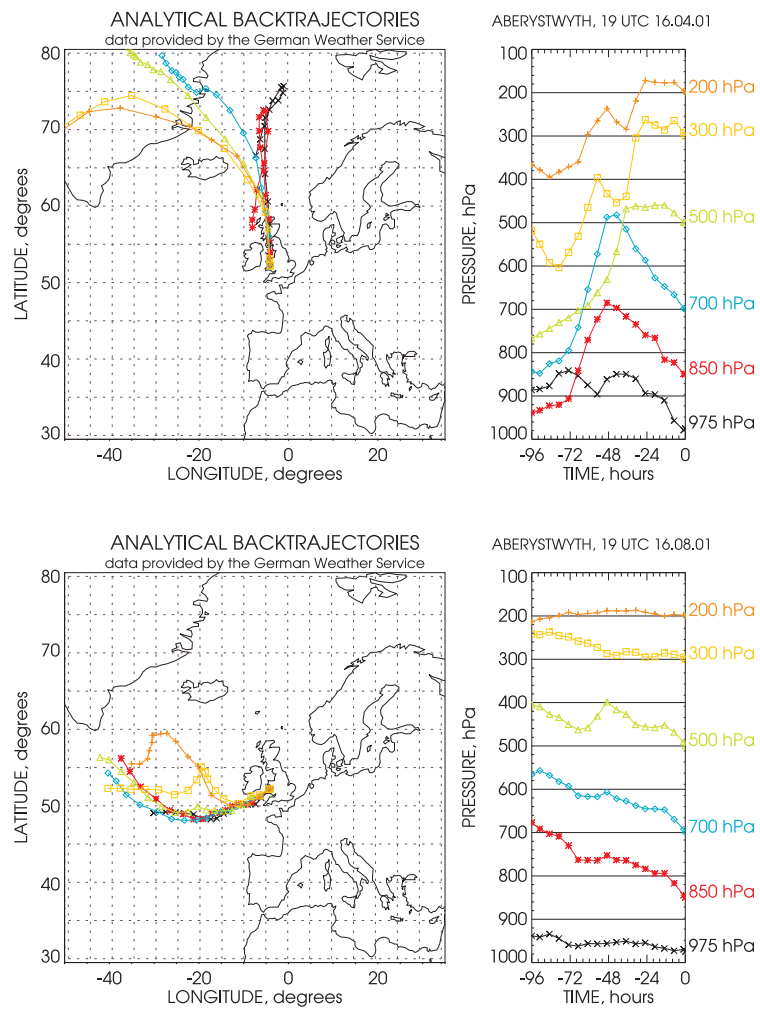 ANALYTICAL BACKTRAJECTORIES
data provided by the German Weather Service
80
70
60
50
40
30
LATITUDE, degrees
-40
-20
0
20
LONGITUDE, degrees
ABERYSTWYTH, 19 UTC 16.04.01
100
200
300
400
500
600
700
800
900
1000
PRESSURE, hPa
200 hPa
300 hPa
500 hPa
700 hPa
850 hPa
975 hPa
-96
-72
-48
-24
0
TIME, hours
ANALYTICAL BACKTRAJECTORIES
data provided by the German Weather Service
80
70
60
50
40
30
LATITUDE, degrees
-40
-20
0
20
LONGITUDE, degrees
ABERYSTWYTH, 19 UTC 16.08.01
100
200
300
400
500
600
700
800
900
1000
PRESSURE, hPa
200 hPa
300 hPa
500 hPa
700 hPa
850 hPa
975 hPa
-96
-72
-48
-24
0
TIME, hours